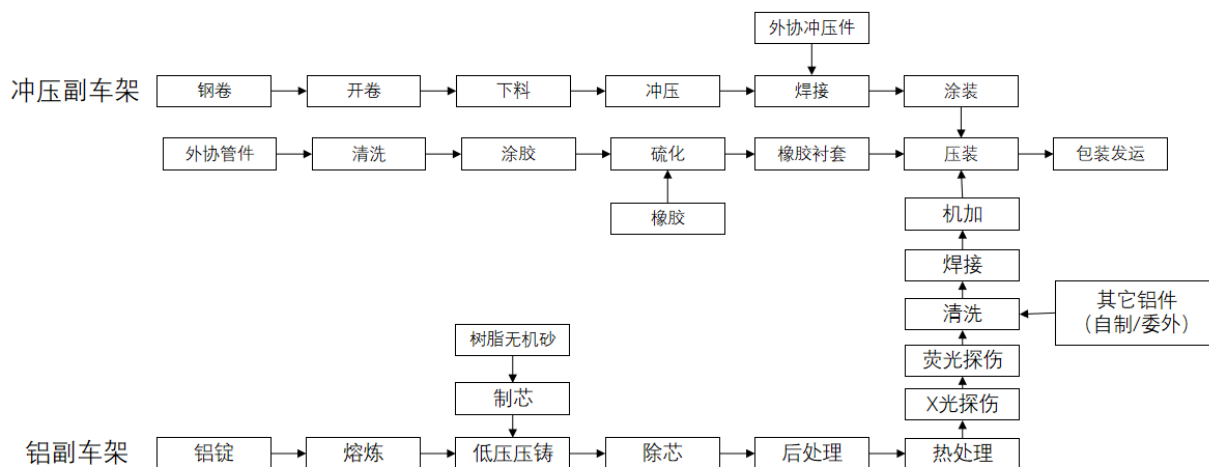 外协冲压件
冲压副车架
钢卷
开卷
下料
冲压
焊接
涂装
外协管件
清洗
涂胶
硫化
橡胶衬套
压装
包装发运
橡胶
机加
焊接
清洗
其它铝件
（自制/委外）
树脂无机砂
荧光探伤
制芯
X光探伤
铝副车架
铝锭
熔炼
低压压铸
除芯
后处理
热处理